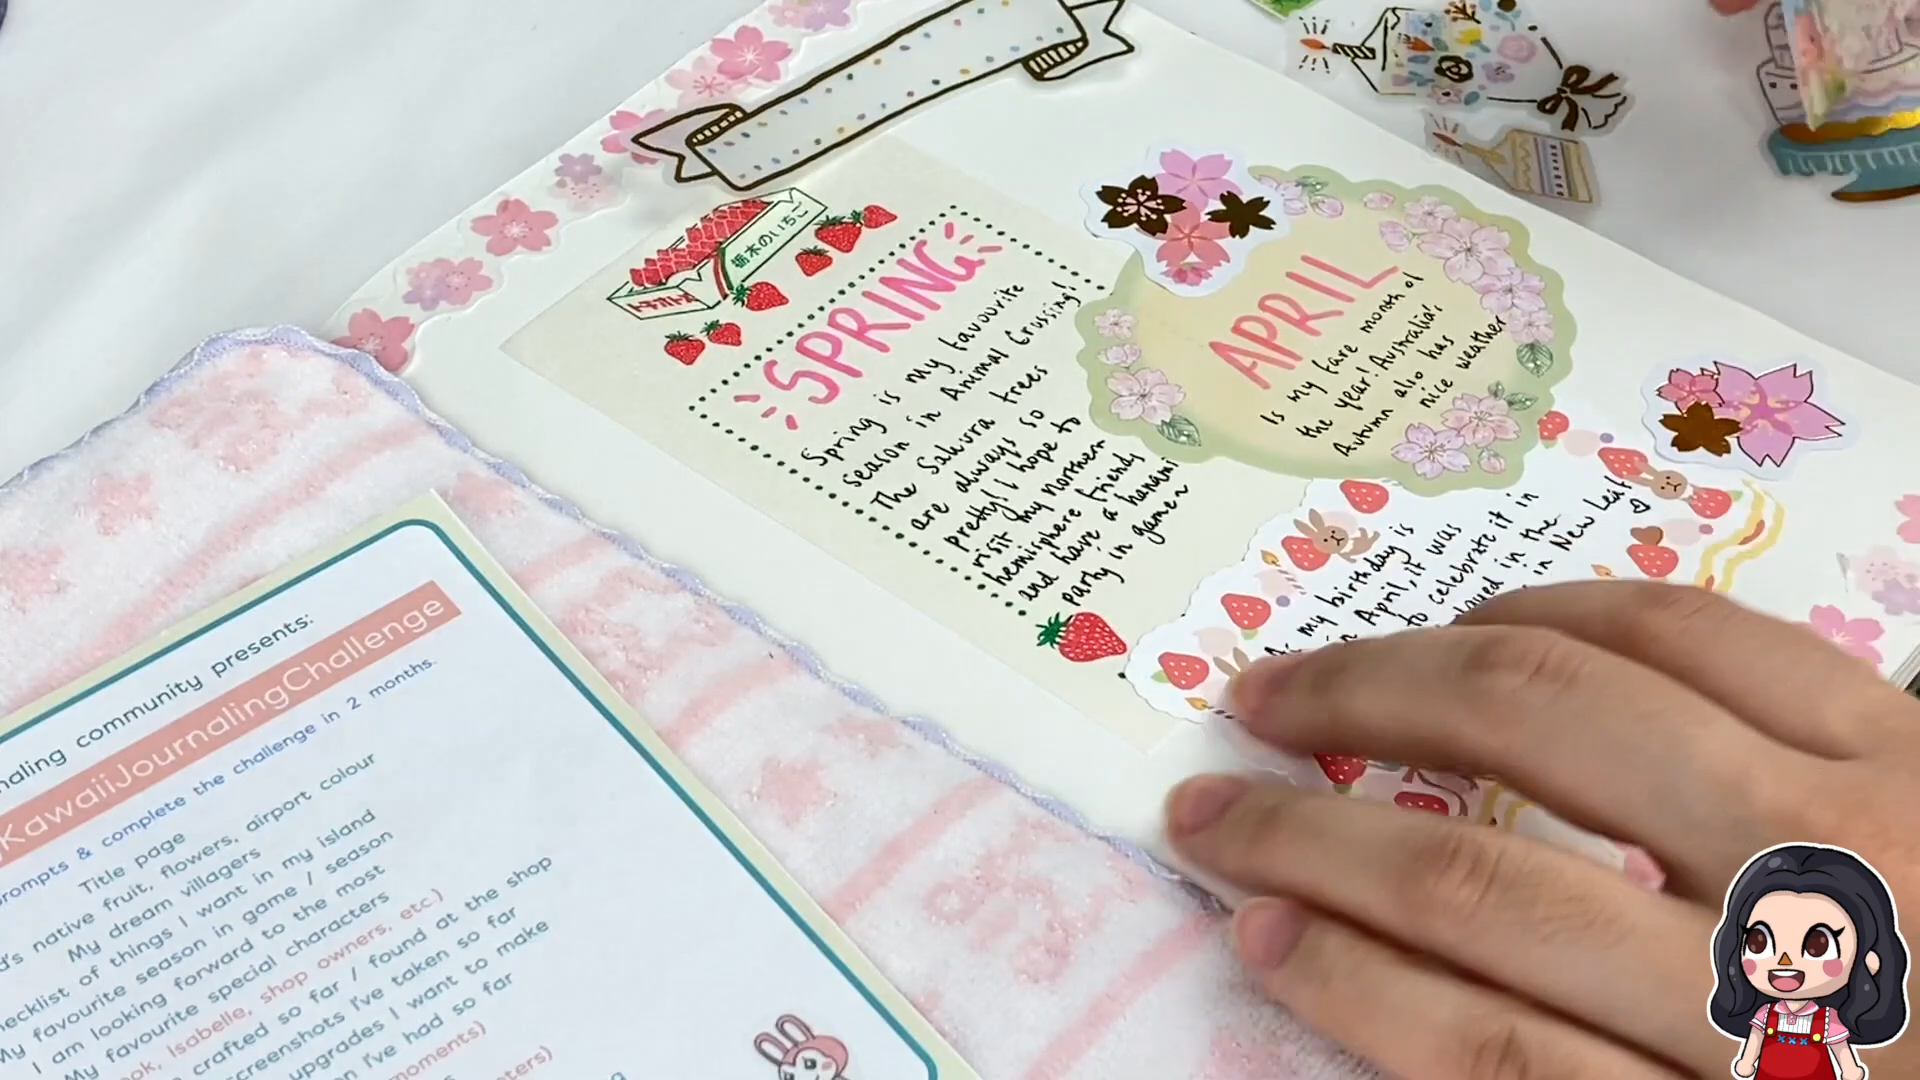 栃木のいちご
SPRING
Spring is my favourite
season in Animal Crossing!
The Sakura trees
are always so
pretty! I hope to
visit my northern
hemisphere friends
and have a hanami
party in game~
APRIL
Is my fave month of
the year! Australia's
Autumn also has
nice weather
my birthday is
April, it was
to celebrate it in
in the
in New Leaf
community presents:
KawaiiJournalingChallenge
prompts & complete the challenge in 2 months.
Title page
native fruit, flowers, airport colour
My dream villagers
of things I want in my island
My favourite season in game / season
I am looking forward to the most
My favourite special characters
Isabelle, shop owners, etc.)
crafted so far / found at the shop
screenshots I've taken so far
upgrades I want to make
I've had so far
moments)